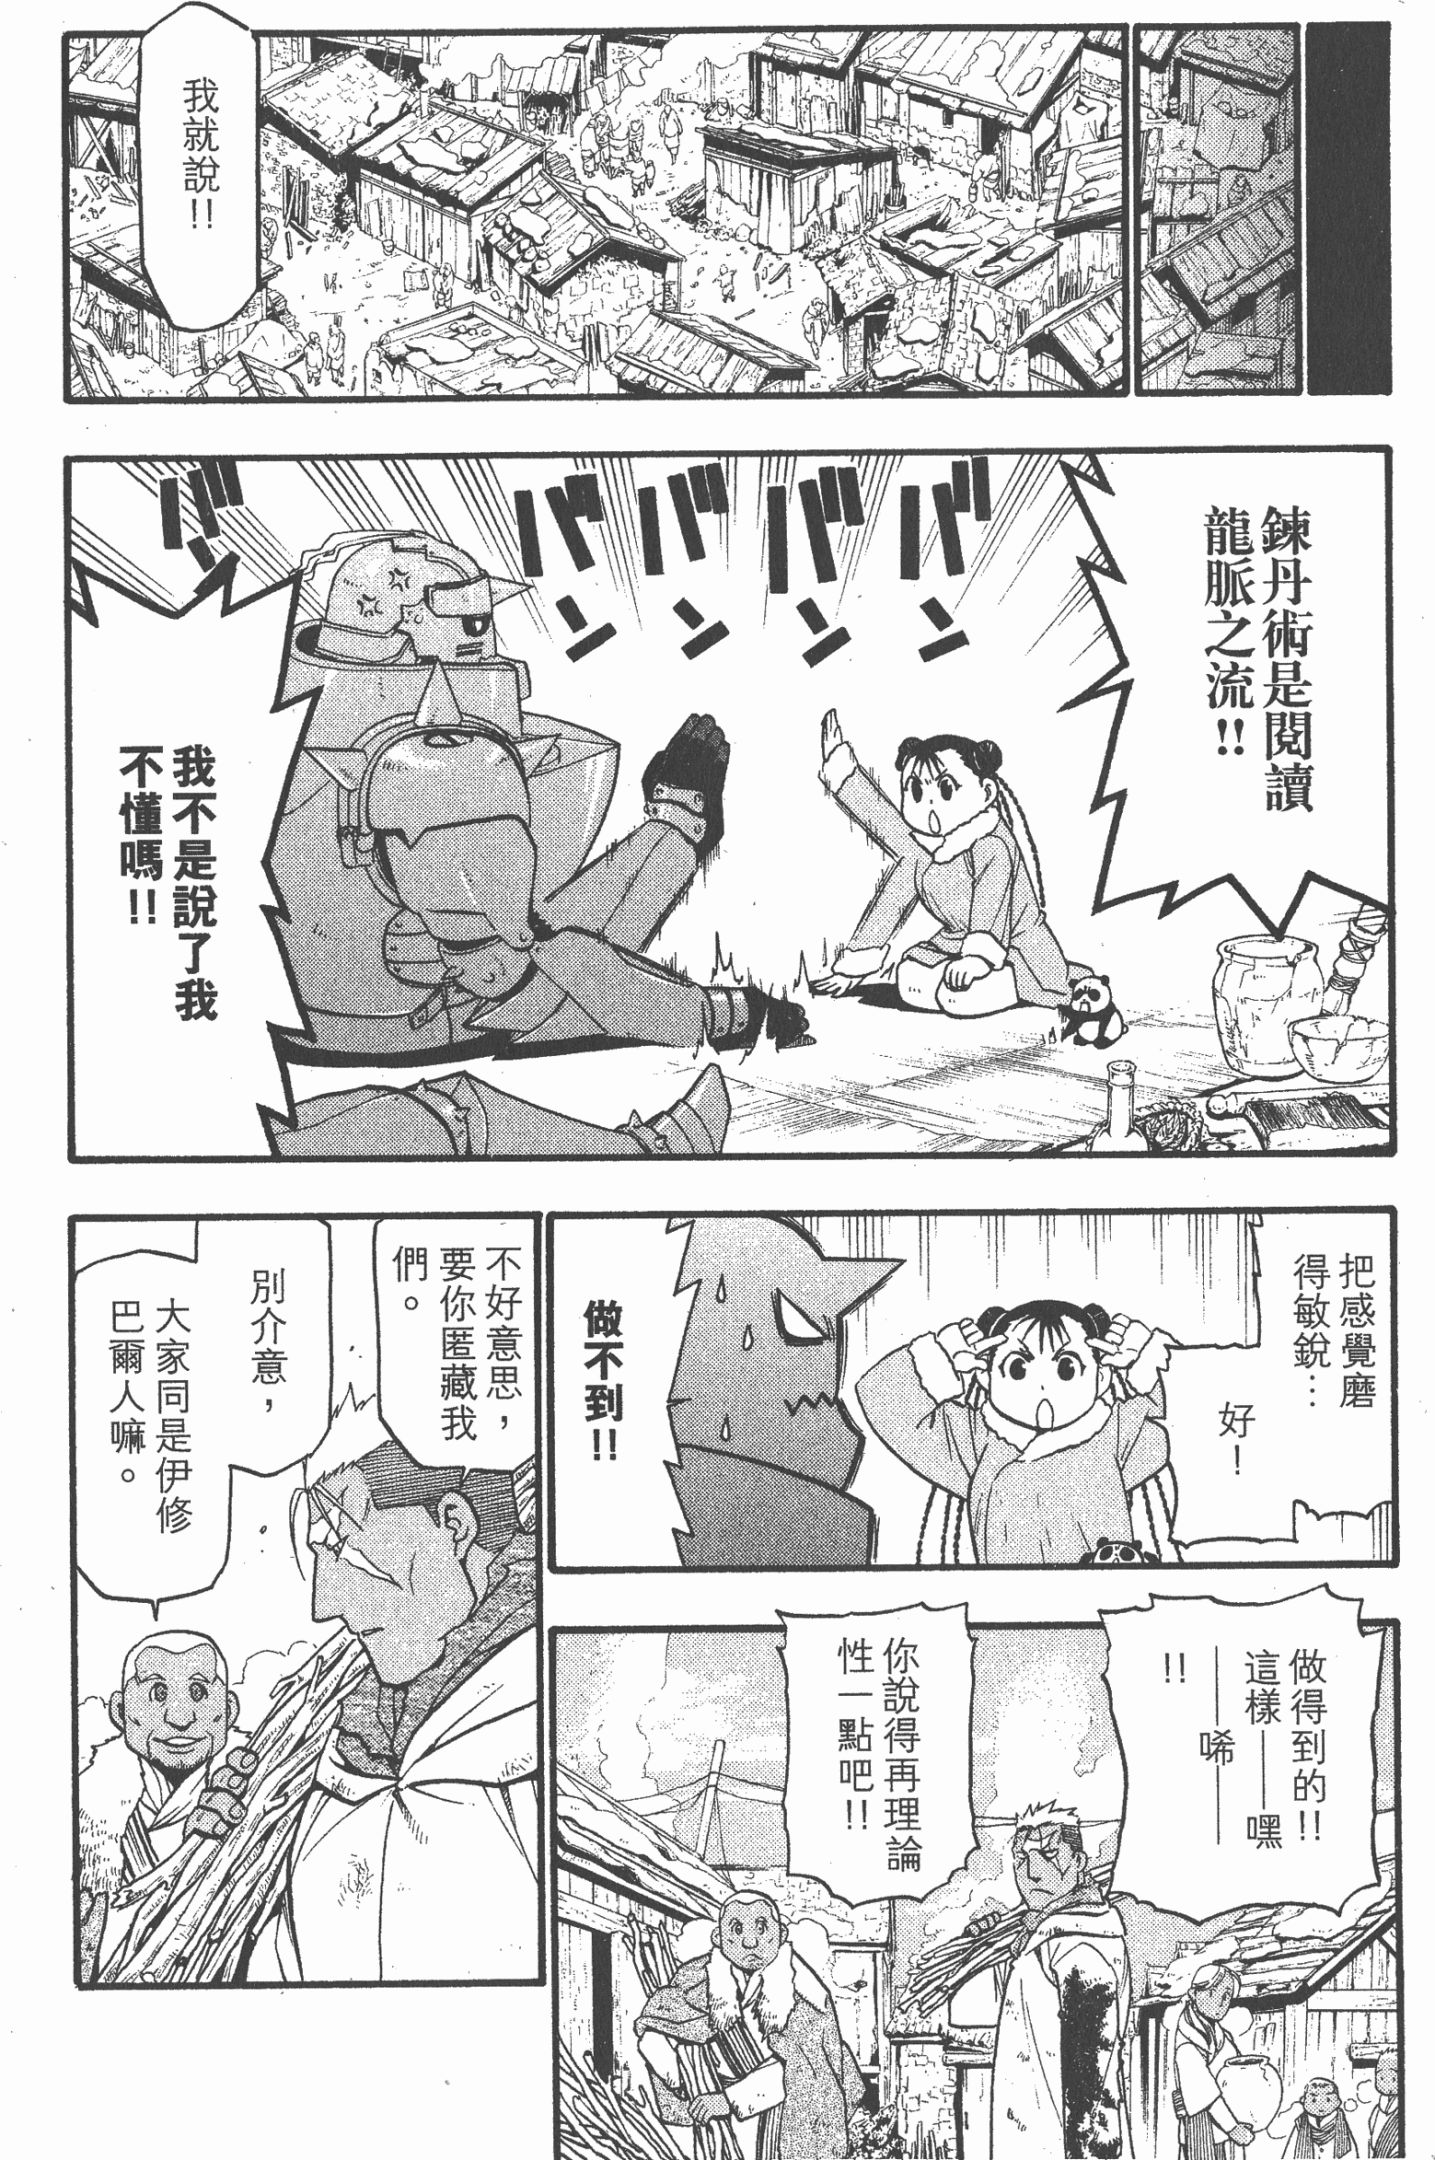 我就說!!
鍊丹術是閱讀
龍脈之流!!
バン
バン
バン
バン
バン
我不是說了我
不懂嗎!!
把感覺磨
得敏銳…
好！
做不到!!
做得到的!!
這樣——嘿
——唏——
!!
你說得再理論
性一點吧!!
不好意思，
要你匿藏我
們。
別介意，
大家同是伊修
巴爾人嘛。